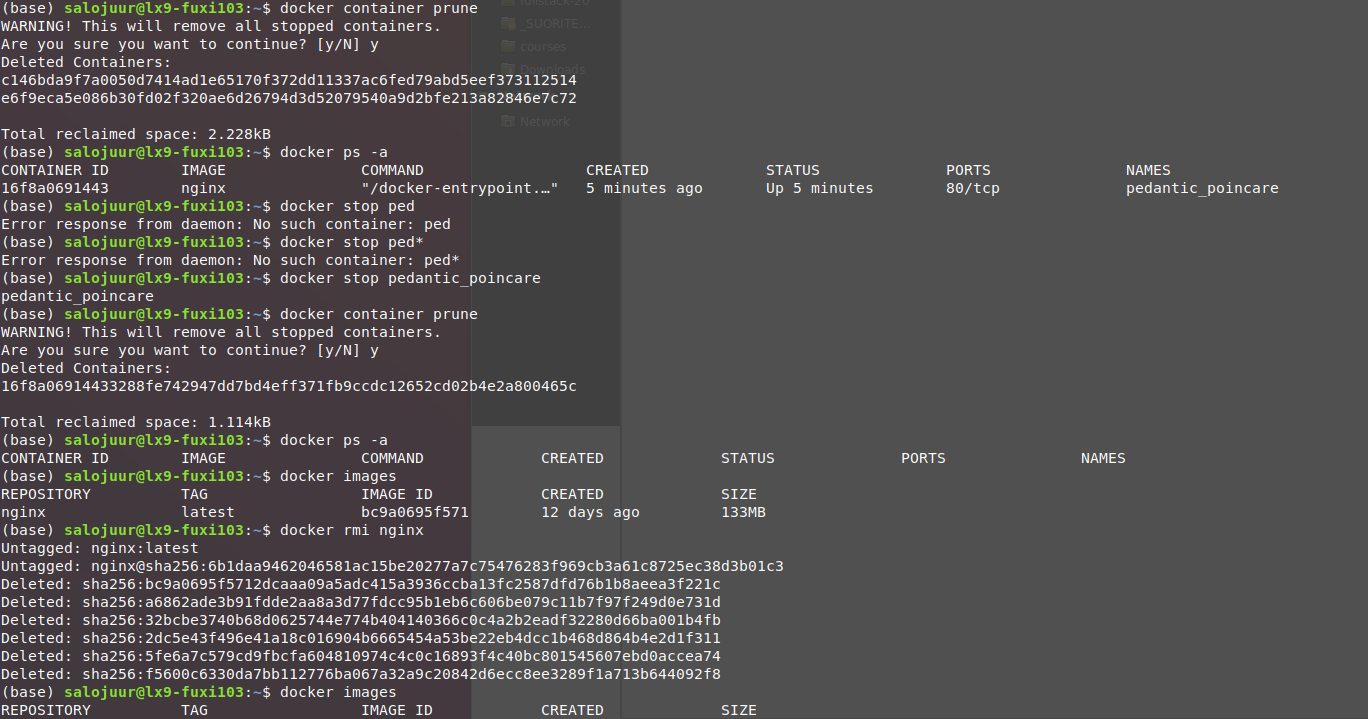 (base) salojuur@lx9-fuxi103:~$ docker container prune
WARNING! This will remove all stopped containers.
Are you sure you want to continue? [y/N] y
Deleted Containers:
c146bda9f7a0050d7414ad1e65170f372dd11337ac6fed79abd5eef373112514
e6f9eca5e086b30fd02f320ae6d26794d3d52079540a9d2bfe213a82846e7c72
Total reclaimed space: 2.228kB
(base) salojuur@lx9-fuxi103:~$ docker ps -a
CONTAINER ID        IMAGE               COMMAND                  CREATED             STATUS              PORTS               NAMES
16f8a0691443        nginx               "/docker-entrypoint.…"   5 minutes ago       Up 5 minutes        80/tcp              pedantic_poincare
(base) salojuur@lx9-fuxi103:~$ docker stop ped
Error response from daemon: No such container: ped
(base) salojuur@lx9-fuxi103:~$ docker stop ped*
Error response from daemon: No such container: ped*
(base) salojuur@lx9-fuxi103:~$ docker stop pedantic_poincare
pedantic_poincare
(base) salojuur@lx9-fuxi103:~$ docker container prune
WARNING! This will remove all stopped containers.
Are you sure you want to continue? [y/N] y
Deleted Containers:
16f8a06914433288fe742947dd7bd4eff371fb9ccdc12652cd02b4e2a800465c
Total reclaimed space: 1.114kB
(base) salojuur@lx9-fuxi103:~$ docker ps -a
CONTAINER ID        IMAGE               COMMAND             CREATED             STATUS              PORTS               NAMES
(base) salojuur@lx9-fuxi103:~$ docker images
REPOSITORY          TAG                 IMAGE ID            CREATED             SIZE
nginx               latest              bc9a0695f571        12 days ago         133MB
(base) salojuur@lx9-fuxi103:~$ docker rmi nginx
Untagged: nginx:latest
Untagged: nginx@sha256:6b1daa9462046581ac15be20277a7c75476283f969cb3a61c8725ec38d3b01c3
Deleted: sha256:bc9a0695f5712dcaaa09a5adc415a3936ccba13fc2587dfd76b1b8aeea3f221c
Deleted: sha256:a6862ade3b91fdde2aa8a3d77fdcc95b1eb6c606be079c11b7f97f249d0e731d
Deleted: sha256:32bcbe3740b68d0625744e774b404140366c0c4a2b2eadf32280d66ba001b4fb
Deleted: sha256:2dc5e43f496e41a18c016904b6665454a53be22eb4dcc1b468d864b4e2d1f311
Deleted: sha256:5fe6a7c579cd9fbcfa604810974c4c0c16893f4c40bc801545607ebd0accea74
Deleted: sha256:f5600c6330da7bb112776ba067a32a9c20842d6ecc8ee3289f1a713b644092f8
(base) salojuur@lx9-fuxi103:~$ docker images
REPOSITORY          TAG                 IMAGE ID            CREATED             SIZE
_SUORITE...
courses
Downloads
Network